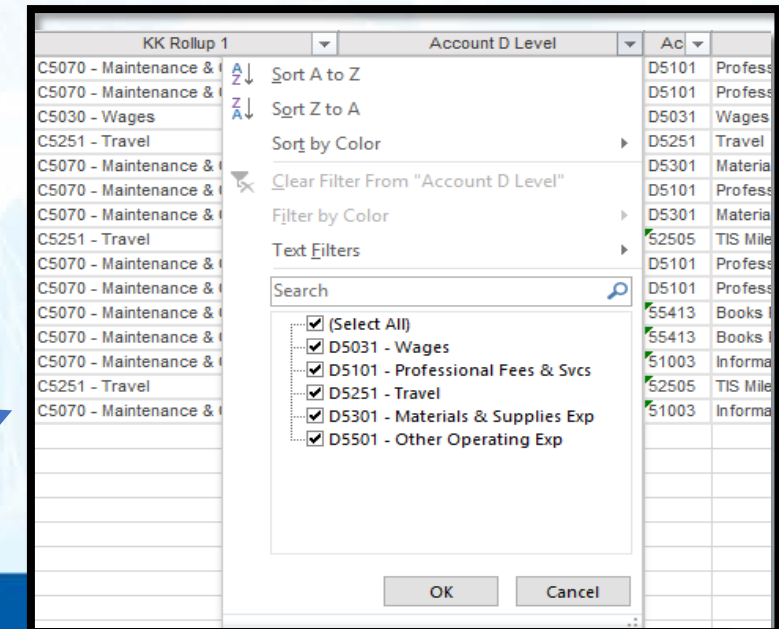 KK Rollup 1 Account D Level Ac
C5070 - Maintenance & D5101 Profess
C5070 - Maintenance & D5101 Profess
C5030 - Wages D5031 Wages
C5251 - Travel D5251 Travel
C5070 - Maintenance & D5301 Materia
C5070 - Maintenance & D5101 Profess
C5070 - Maintenance & D5301 Materia
C5251 - Travel 52505 TIS Mile
C5070 - Maintenance & D5101 Profess
C5070 - Maintenance & D5101 Profess
C5070 - Maintenance & 55413 Books
C5070 - Maintenance & 55413 Books
C5070 - Maintenance & 51003 Informa
C5251 - Travel 52505 TIS Mile
C5070 - Maintenance & 51003 Informa
Sort A to Z
Sort Z to A
Sort by Color
Clear Filter From "Account D Level"
Filter by Color
Text Filters
Search
(Select All)
D5031 - Wages
D5101 - Professional Fees & Svcs
D5251 - Travel
D5301 - Materials & Supplies Exp
D5501 - Other Operating Exp
OK Cancel